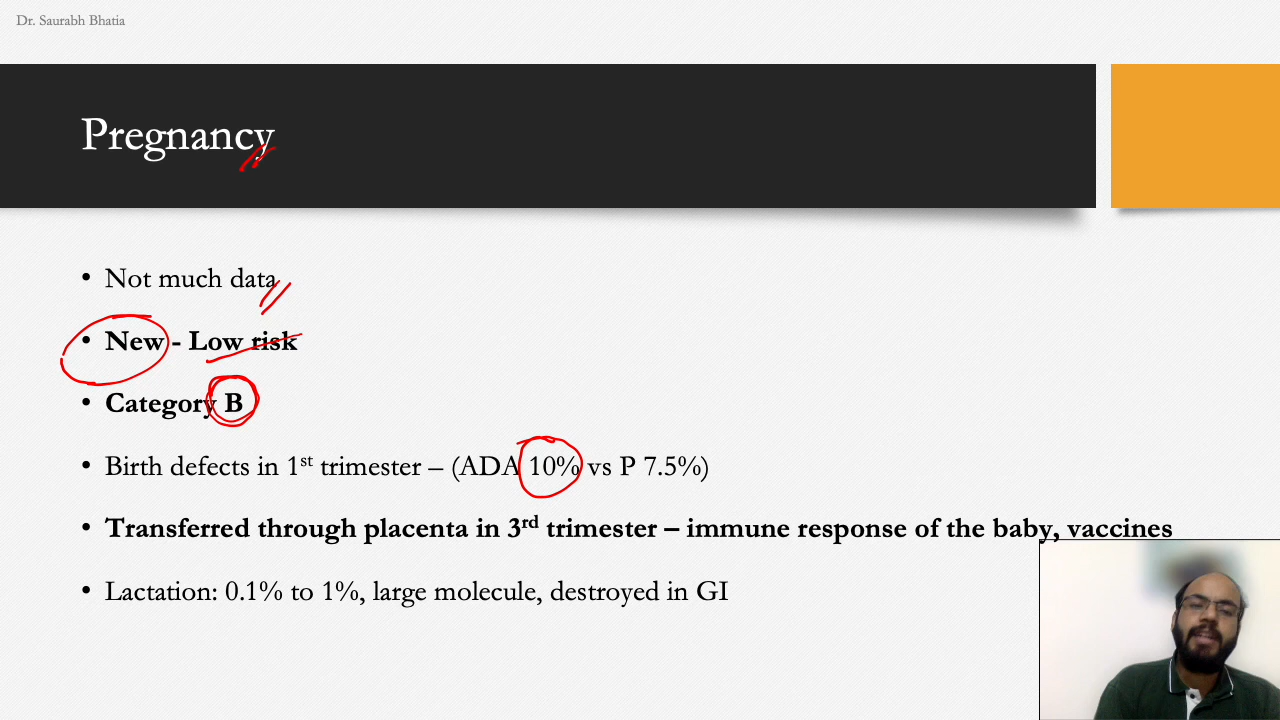 Dr. Saurabh Bhatia
Pregnancy
• Not much data
• New - Low risk
• Category B
• Birth defects in 1st trimester – (ADA 10% vs P 7.5%)
• Transferred through placenta in 3rd trimester – immune response of the baby, vaccines
• Lactation: 0.1% to 1%, large molecule, destroyed in GI